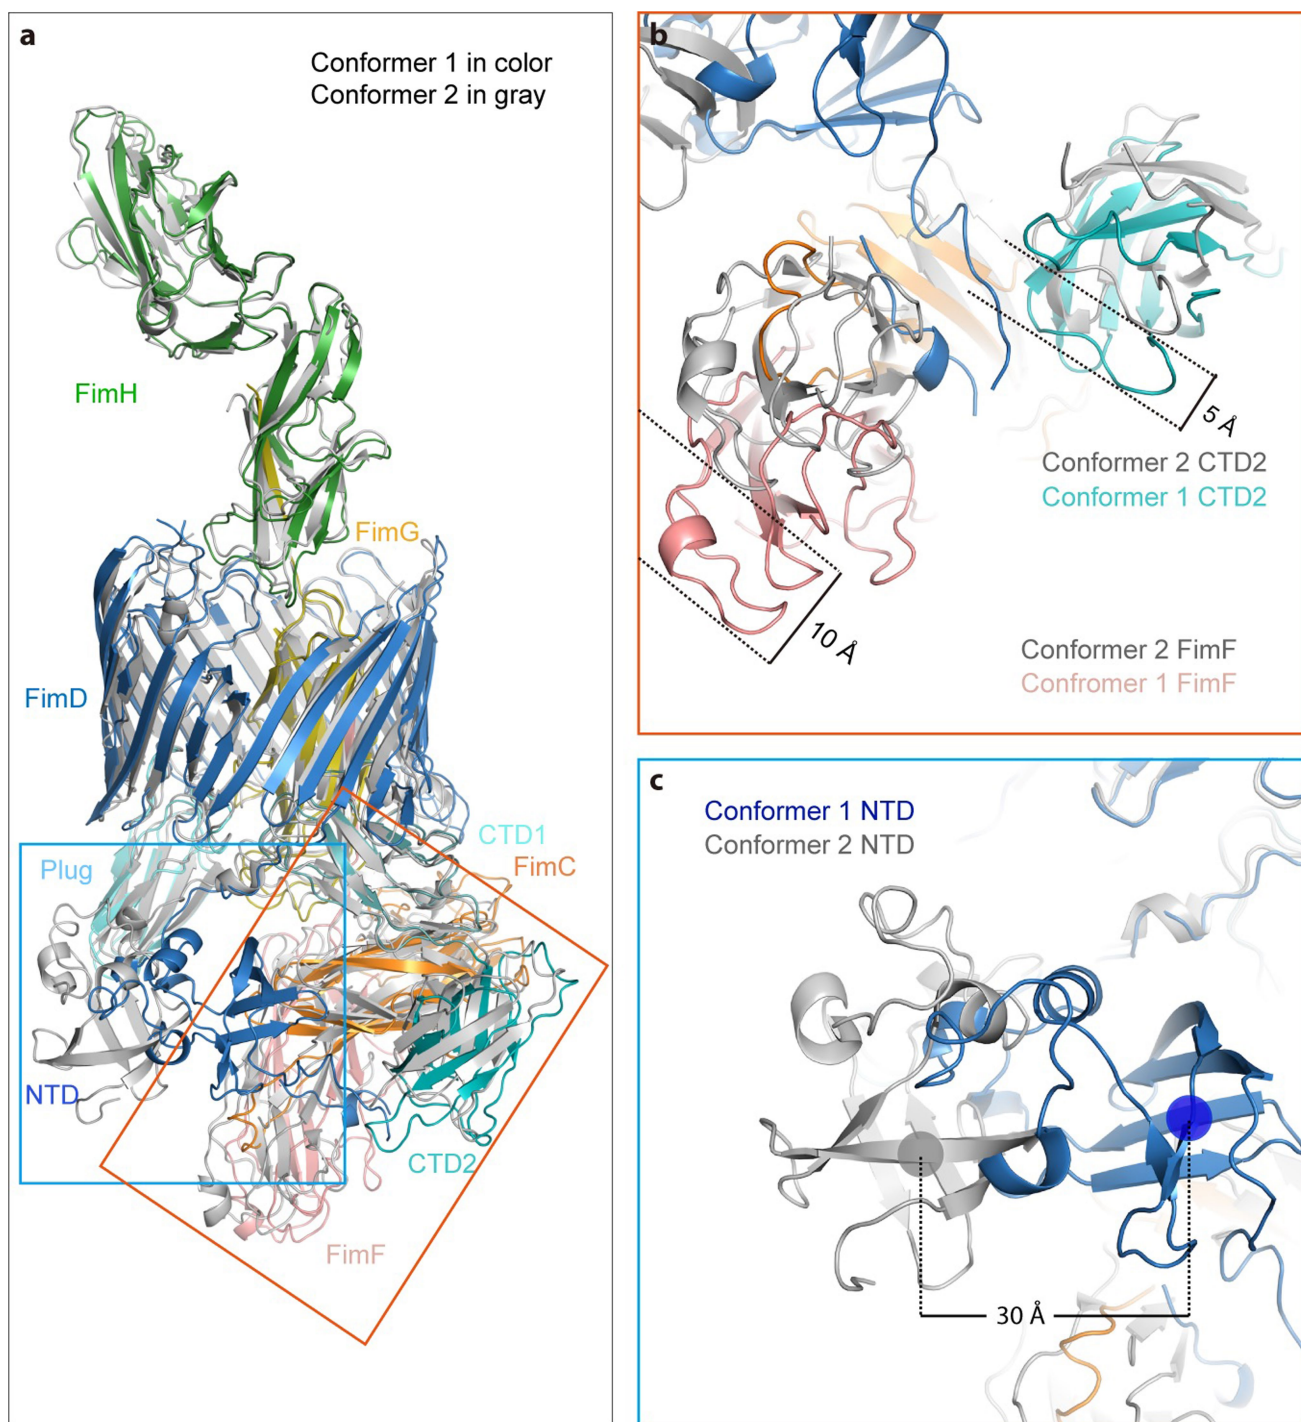 a
Conformer 1 in color
Conformer 2 in gray
FimH
FimG
FimD
CTD1
FimC
Plug
NTD
CTD2
FimF
b
5 Å
Conformer 2 CTD2
Conformer 1 CTD2
10 Å
Conformer 2 FimF
Confromer 1 FimF
c
Conformer 1 NTD
Conformer 2 NTD
30 Å